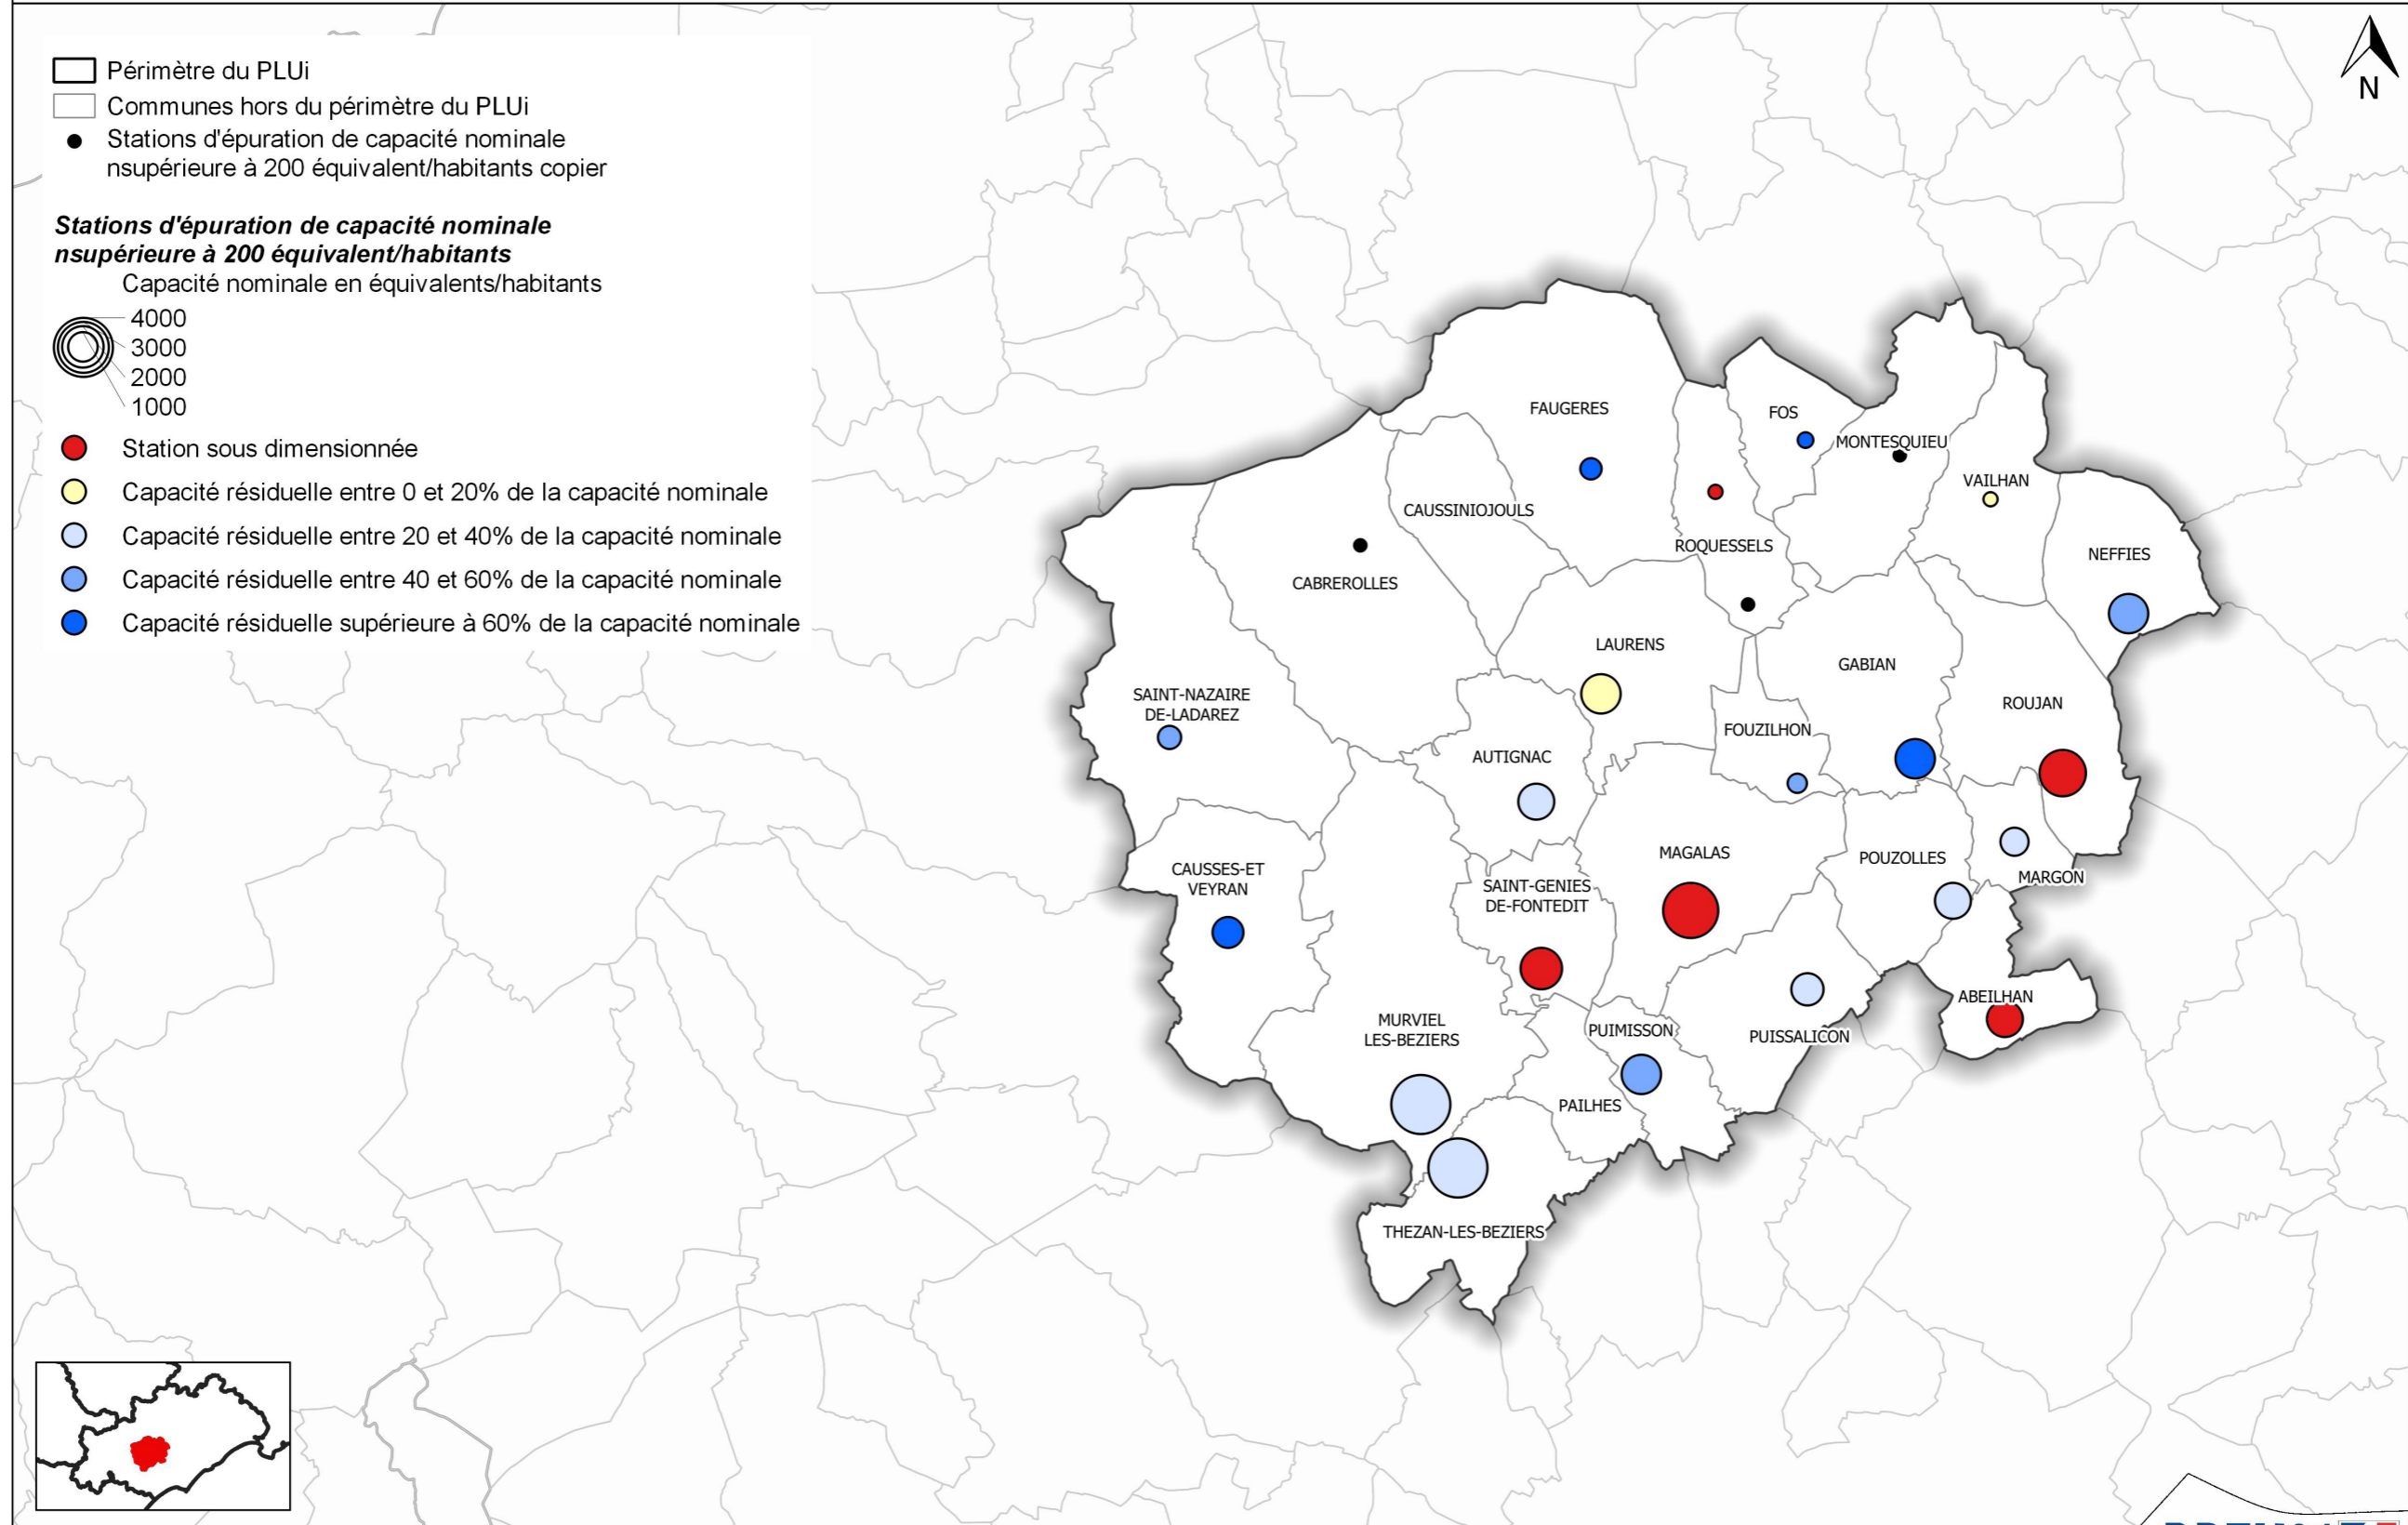 Périmètre du PLUi
Communes hors du périmètre du PLUi
Stations d'épuration de capacité nominale
nsupérieure à 200 équivalent/habitants copier
Stations d'épuration de capacité nominale
nsupérieure à 200 équivalent/habitants
Capacité nominale en équivalents/habitants
4000
3000
2000
1000
Station sous dimensionnée
Capacité résiduelle entre 0 et 20% de la capacité nominale
Capacité résiduelle entre 20 et 40% de la capacité nominale
Capacité résiduelle entre 40 et 60% de la capacité nominale
Capacité résiduelle supérieure à 60% de la capacité nominale
N
FAUGERES
FOS
MONTESQUIEU
VAILHAN
CAUSSINIOJOULS
ROQUESSELS
NEFFIES
CABREROLLES
LAURENS
GABIAN
SAINT-NAZAIRE
DE-LADAREZ
ROUJAN
FOUZILHON
AUTIGNAC
MAGALAS
POUZOLLES
CAUSSES-ET
VEYRAN
MARGON
SAINT-GENIES
DE-FONTEDIT
ABEILHAN
MURVIEL
LES-BEZIERS
PUIMISSON
PUISSALICON
PAILHES
THEZAN-LES-BEZIERS